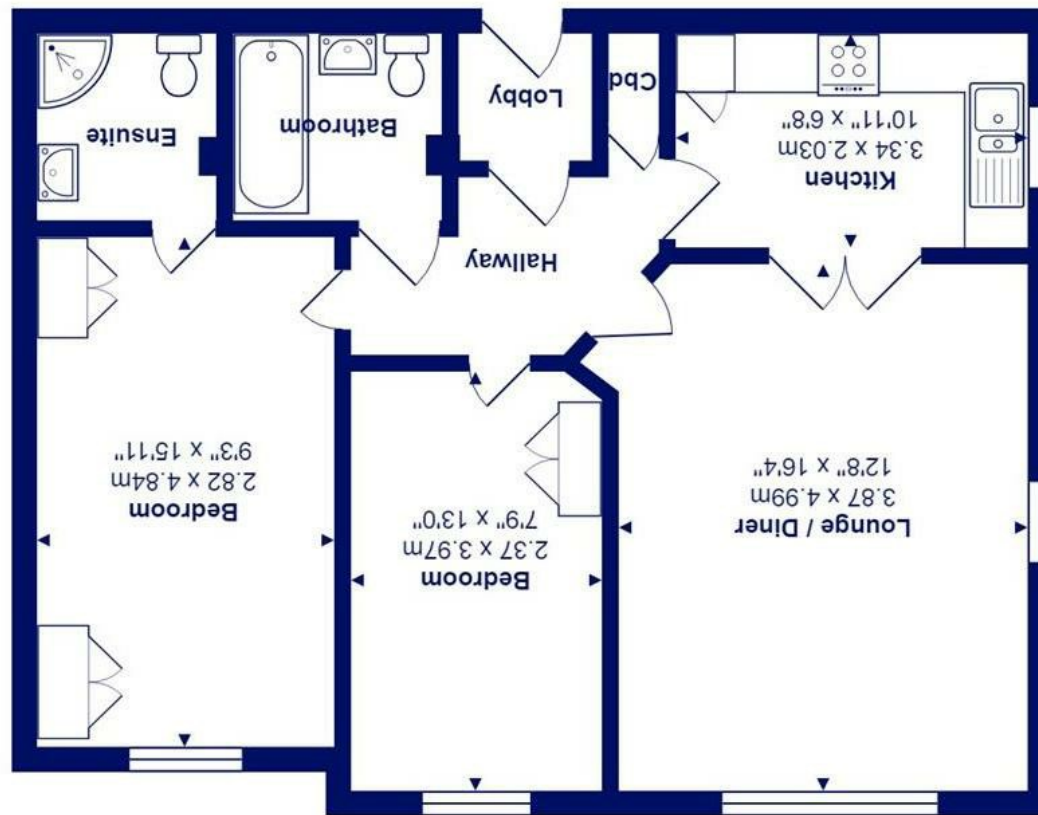 Lounge / Diner
3.87 x 4.99m
12'8" x 16'4"
Bedroom
2.37 x 3.97m
7'9" x 13'0"
Bedroom
2.82 x 4.84m
9'3" x 15'11"
Hallway
Kitchen
3.34 x 2.03m
10'11" x 6'8"
Cbd
Lobby
Bathroom
Ensuite